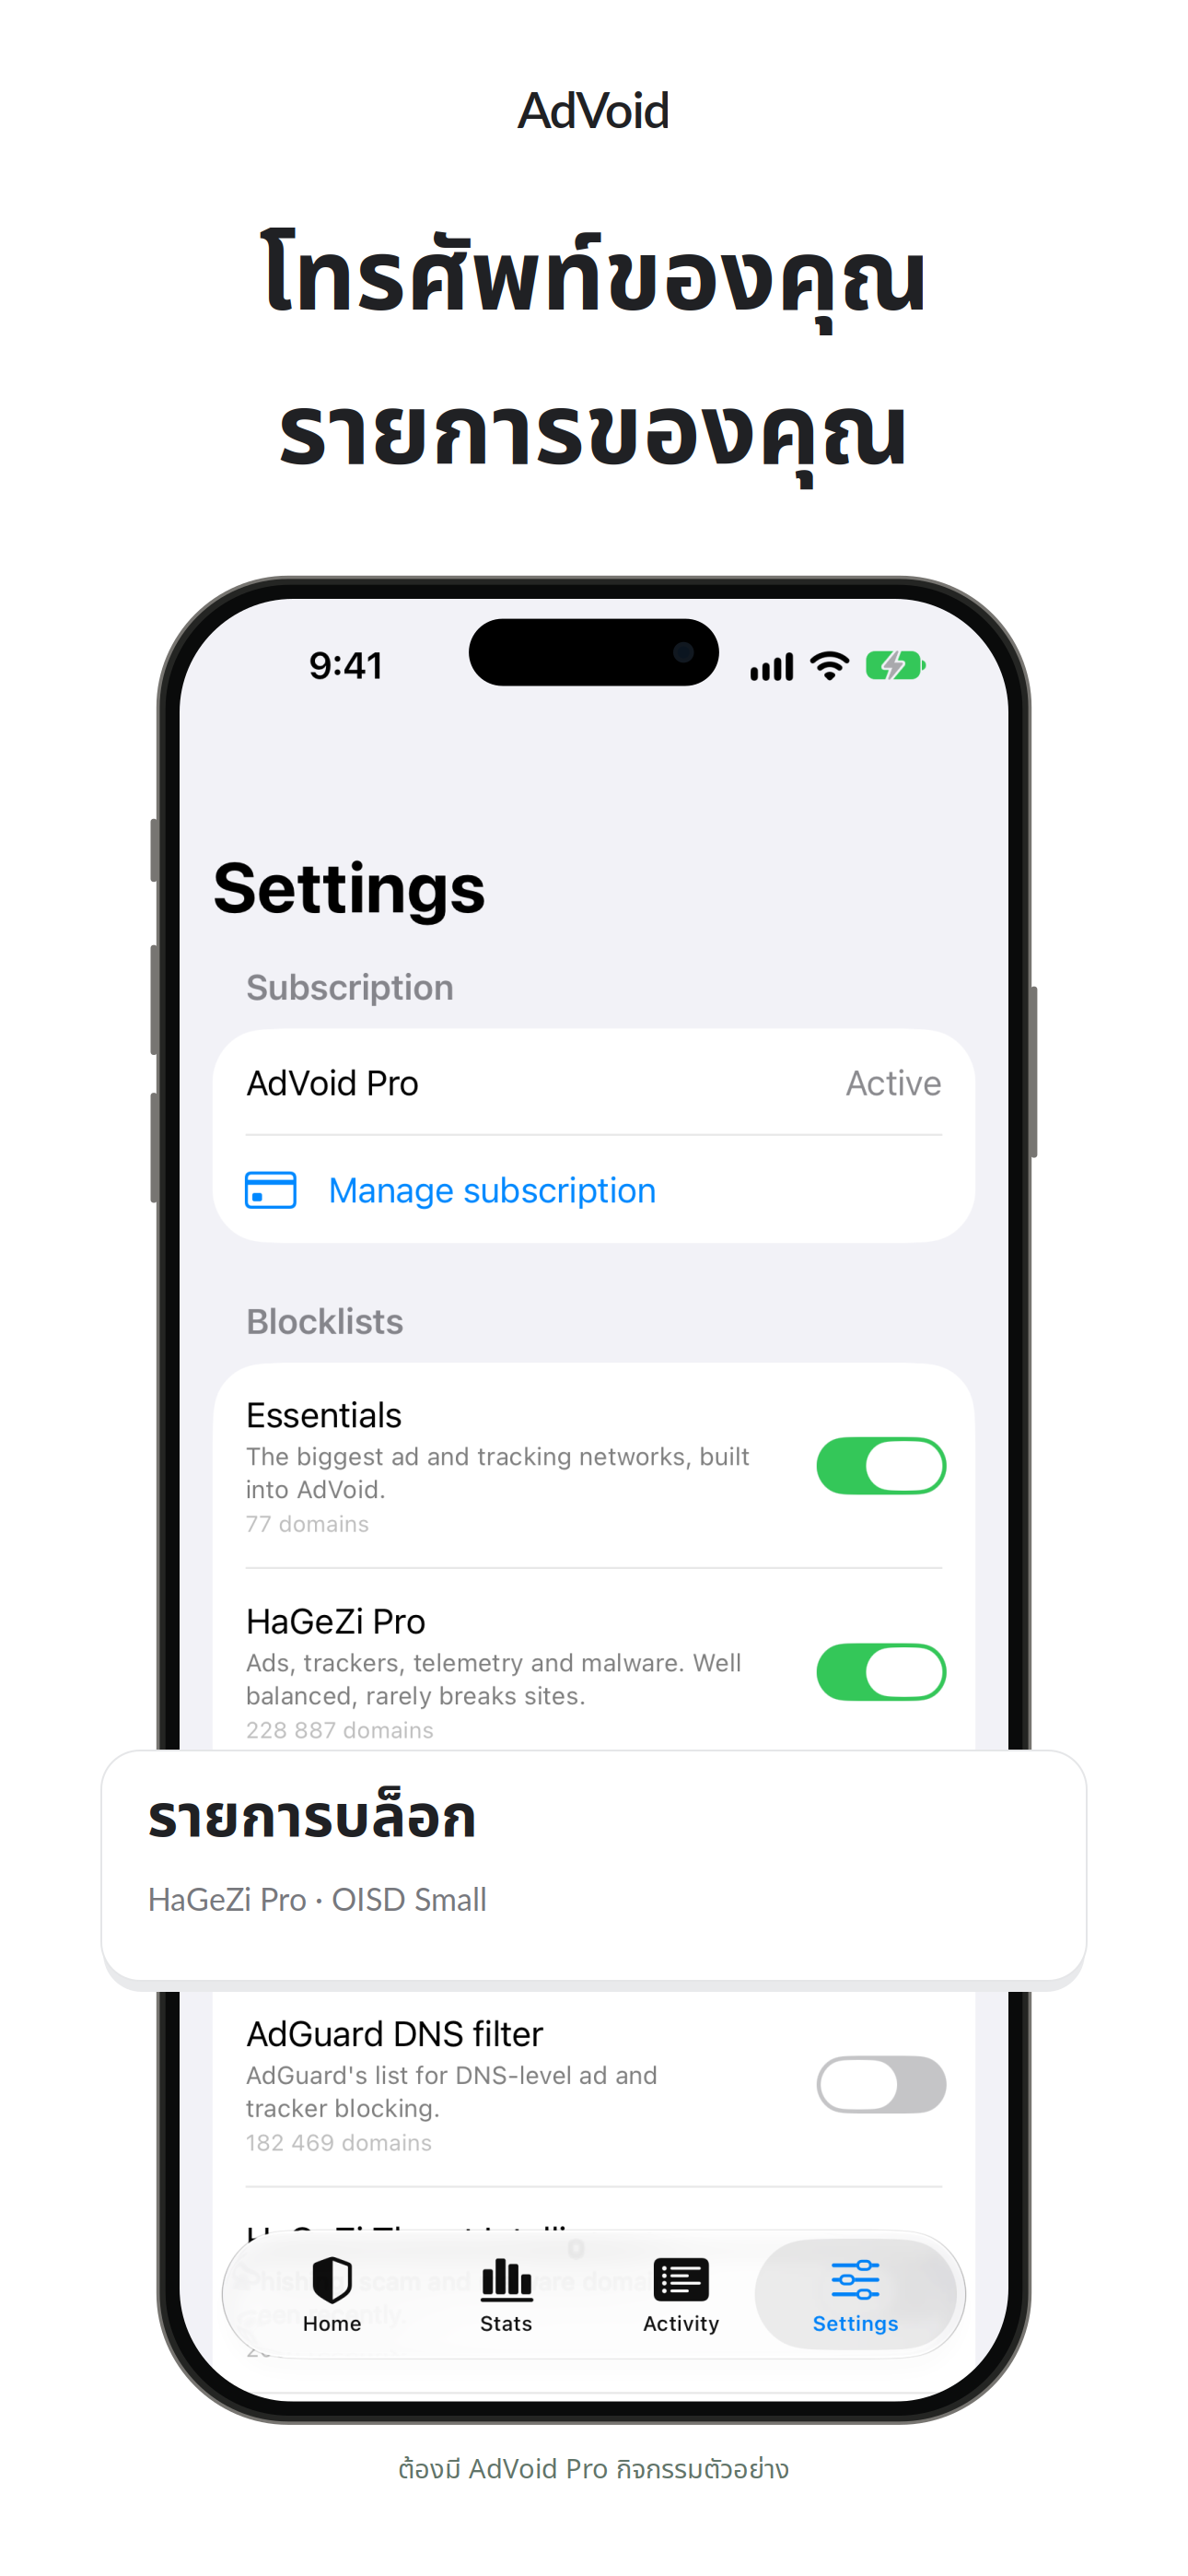 AdVoid
โทรศัพท์ของคุณ
รายการของคุณ
9:41
Settings
Subscription
AdVoid Pro
Active
Manage subscription
Blocklists
Essentials
The biggest ad and tracking networks, built
into AdVoid.
77 domains
HaGeZi Pro
Ads, trackers, telemetry and malware. Well
balanced, rarely breaks sites.
228 887 domains
รายการบล็อก
HaGeZi Pro · OISD Small
AdGuard DNS filter
AdGuard's list for DNS-level ad and
tracker blocking.
182 469 domains
Home
Stats
Activity
Settings
ต้องมี AdVoid Pro กิจกรรมตัวอย่าง